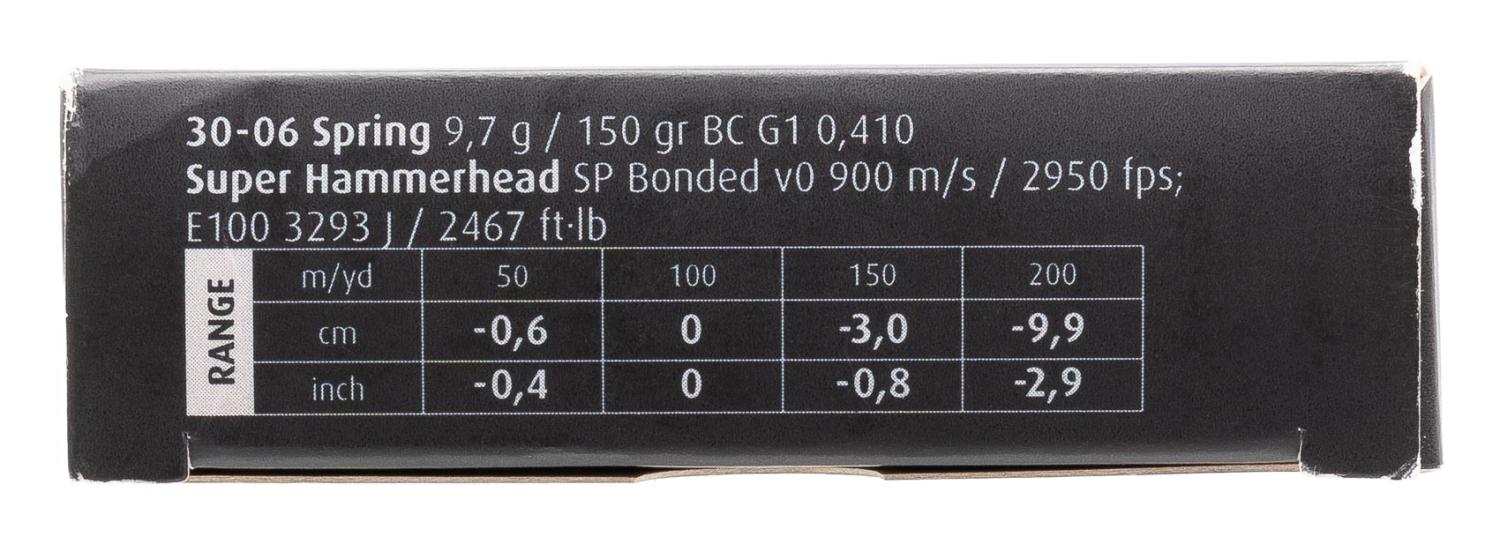 30-06 Spring 9,7 g / 150 gr BC G1 0,410
Super Hammerhead SP Bonded v0 900 m/s / 2950 fps;
E100 3293 J / 2467 ft·lb
RANGE
m/yd 50 100 150 200
cm -0,6 0 -3,0 -9,9
inch -0,4 0 -0,8 -2,9